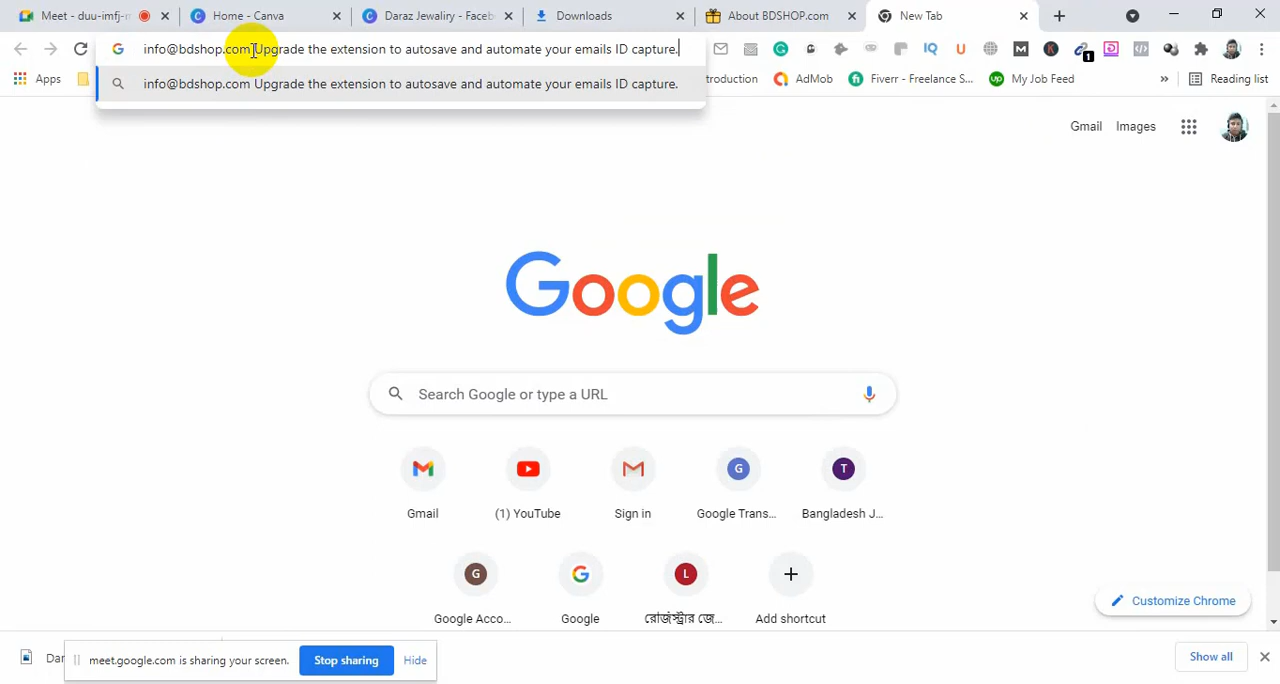 Meet - duu-imfj-m
Home - Canva
Daraz Jewaliry - Faceb
Downloads
About BDSHOP.com
New Tab
info@bdshop.com Upgrade the extension to autosave and automate your emails ID capture.
1
Apps
info@bdshop.com Upgrade the extension to autosave and automate your emails ID capture.
troduction
AdMob
Fiverr - Freelance S...
My Job Feed
»
Reading list
Gmail
Images
Google
Search Google or type a URL
G
T
Gmail
(1) YouTube
Sign in
Google Trans...
Bangladesh J...
G
L
Google Acco...
Google
Add shortcut
Customize Chrome
Dar
meet.google.com is sharing your screen.
Stop sharing
Hide
Show all